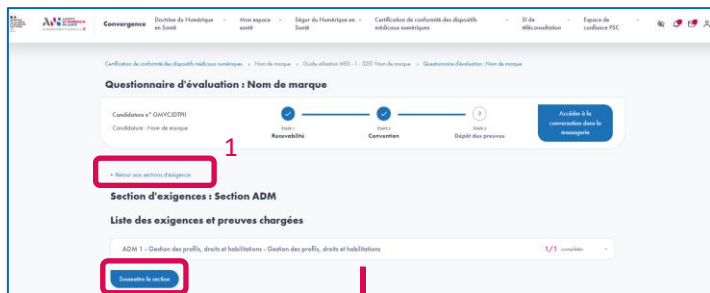 Convergence
Doctrine du Numérique en Santé
Mon espace santé
Ségur du Numérique en Santé
Certification de conformité des dispositifs médicaux numériques
SI de téléconsultation
Espace de confiance PSC
Certification de conformité des dispositifs médicaux numériques > Nom de marque > Guide utilisation MES - 1 - 3251 Nom de marque > Questionnaire d'évaluation : Nom de marque
Questionnaire d'évaluation : Nom de marque
Candidature n° GMVCJDTPII
Candidature : Nom de marque
Étape 1
Recevabilité
Étape 2
Convention
3
Étape 3
Dépôt des preuves
Accéder à la
conversation dans la
messagerie
1
← Retour aux sections d'exigence
Section d'exigences : Section ADM
Liste des exigences et preuves chargées
ADM 1 - Gestion des profils, droits et habilitations - Gestion des profils, droits et habilitations
1/1 complétée
Soumettre la section